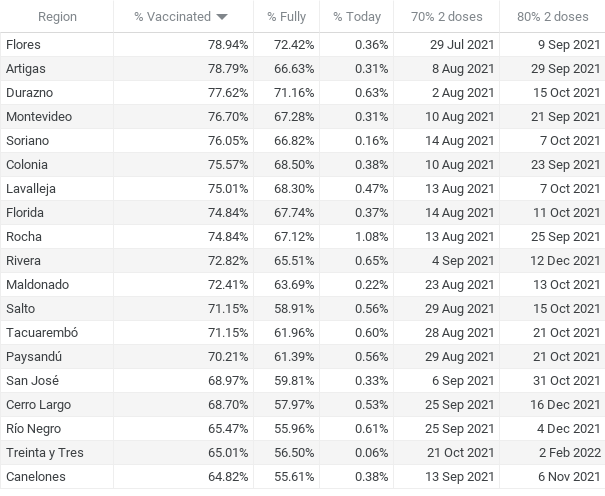 Region % Vaccinated % Fully % Today 70% 2 doses 80% 2 doses
Flores 78.94% 72.42% 0.36% 29 Jul 2021 9 Sep 2021
Artigas 78.79% 66.63% 0.31% 8 Aug 2021 29 Sep 2021
Durazno 77.62% 71.16% 0.63% 2 Aug 2021 15 Oct 2021
Montevideo 76.70% 67.28% 0.31% 10 Aug 2021 21 Sep 2021
Soriano 76.05% 66.82% 0.16% 14 Aug 2021 7 Oct 2021
Colonia 75.57% 68.50% 0.38% 10 Aug 2021 23 Sep 2021
Lavalleja 75.01% 68.30% 0.47% 13 Aug 2021 7 Oct 2021
Florida 74.84% 67.74% 0.37% 14 Aug 2021 11 Oct 2021
Rocha 74.84% 67.12% 1.08% 13 Aug 2021 25 Sep 2021
Rivera 72.82% 65.51% 0.65% 4 Sep 2021 12 Dec 2021
Maldonado 72.41% 63.69% 0.22% 23 Aug 2021 13 Oct 2021
Salto 71.15% 58.91% 0.56% 29 Aug 2021 15 Oct 2021
Tacuarembó 71.15% 61.96% 0.60% 28 Aug 2021 21 Oct 2021
Paysandú 70.21% 61.39% 0.56% 29 Aug 2021 21 Oct 2021
San José 68.97% 59.81% 0.33% 6 Sep 2021 31 Oct 2021
Cerro Largo 68.70% 57.97% 0.53% 25 Sep 2021 16 Dec 2021
Río Negro 65.47% 55.96% 0.61% 25 Sep 2021 4 Dec 2021
Treinta y Tres 65.01% 56.50% 0.06% 21 Oct 2021 2 Feb 2022
Canelones 64.82% 55.61% 0.38% 13 Sep 2021 6 Nov 2021